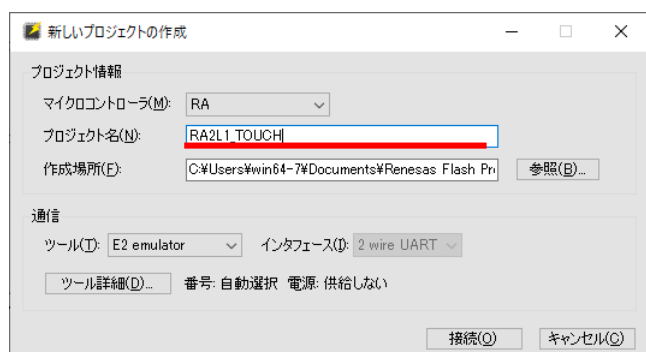 新しいプロジェクトの作成
プロジェクト情報
マイクロコントローラ(M): RA
プロジェクト名(N): RA2L1_TOUCH
作成場所(F): C:¥Users¥win64-7¥Documents¥Renesas Flash Pr 参照(B)...
通信
ツール(T): E2 emulator インタフェース(I): 2 wire UART
ツール詳細(D)... 番号: 自動選択 電源: 供給しない
接続(O) キャンセル(C)